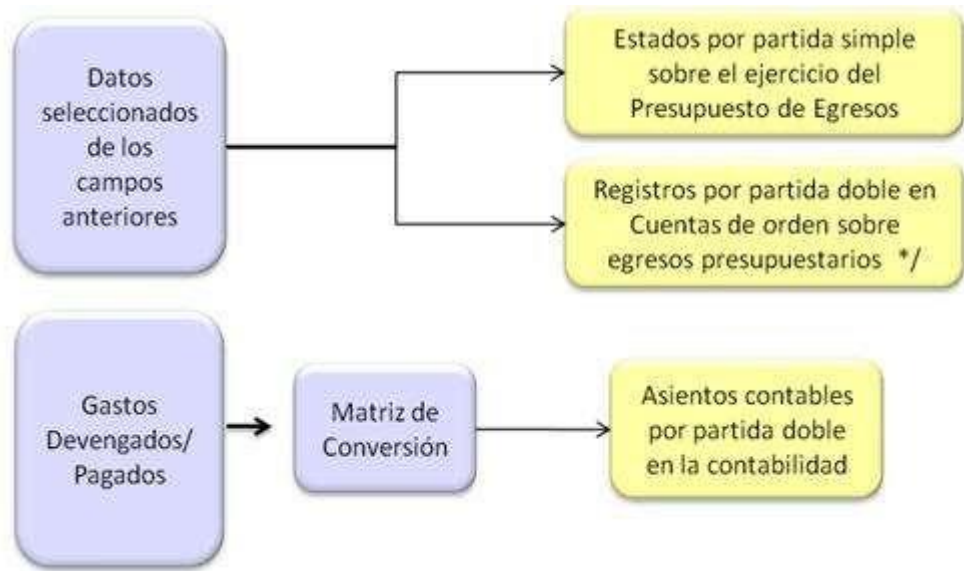 Datos
seleccionados
de los
campos
anteriores
Estados por partida simple
sobre el ejercicio del
Presupuesto de Egresos
Registros por partida doble en
Cuentas de orden sobre
egresos presupuestarios */
Gastos
Devengados/
Pagados
Matriz de
Conversión
Asientos contables
por partida doble
en la contabilidad